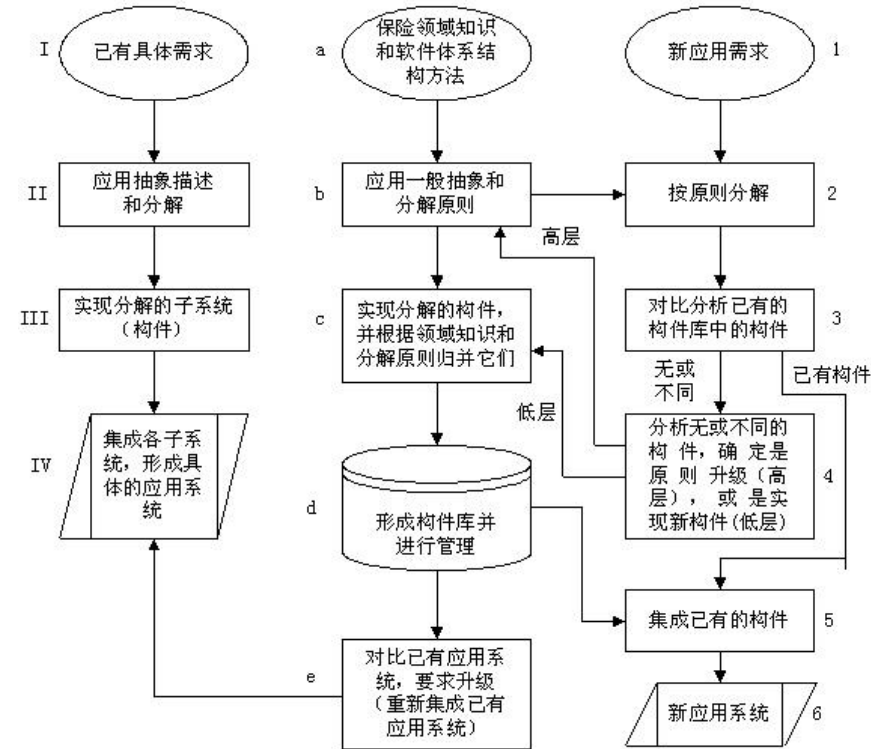 I
已有具体需求
a
保险领域知识
和软件体系结
构方法
新应用需求
1
II
应用抽象描述
和分解
b
应用一般抽象和
分解原则
按原则分解
2
高层
III
实现分解的子系统
（构件）
c
实现分解的构件，
并根据领域知识和
分解原则归并它们
对比分析已有的
构件库中的构件
3
无或
不同
已有构件
低层
IV
集成各子系
统，形成具
体的应用系
统
分析无或不同的
构 件，确 定是
原 则 升级（高
层），或 是实
现新构件(低层)
4
d
形成构件库并
进行管理
集成已有的构件
5
e
对比已有应用系
统，要求升级
（重新集成已有
应用系统）
新应用系统
6